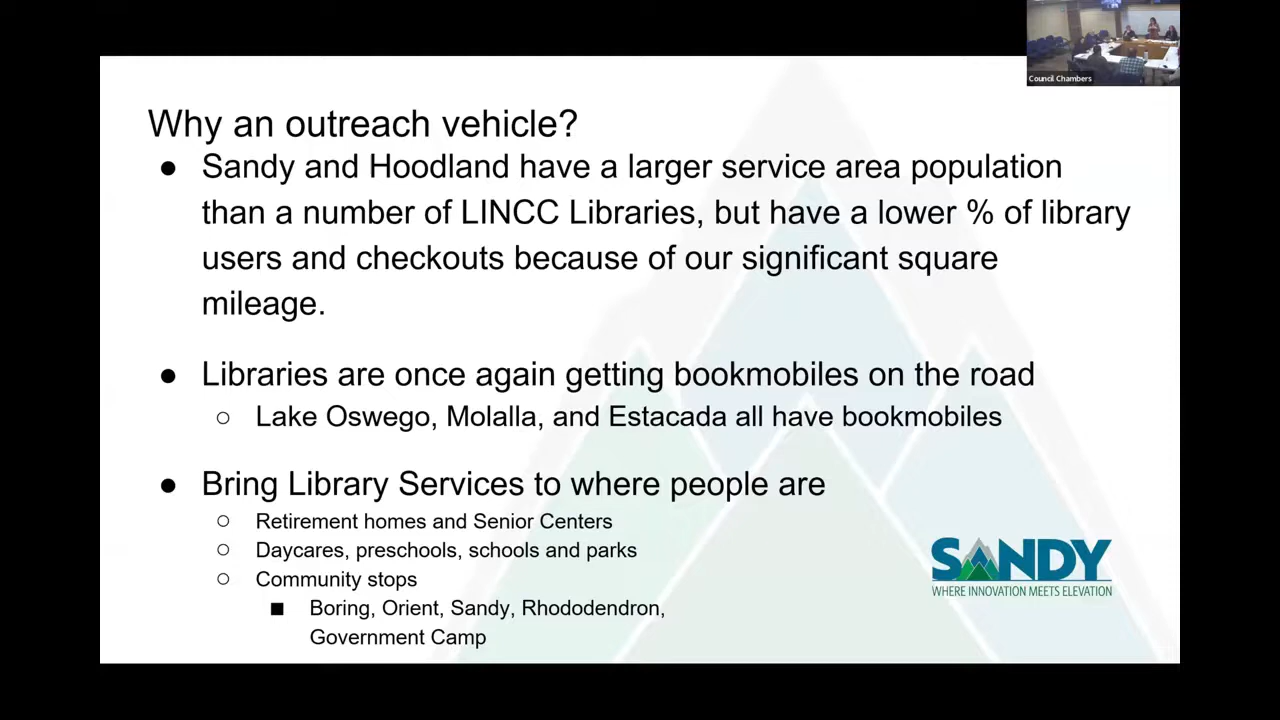 Council Chambers
Why an outreach vehicle?
● Sandy and Hoodland have a larger service area population
than a number of LINCC Libraries, but have a lower % of library
users and checkouts because of our significant square
mileage.
● Libraries are once again getting bookmobiles on the road
○ Lake Oswego, Molalla, and Estacada all have bookmobiles
● Bring Library Services to where people are
○ Retirement homes and Senior Centers
○ Daycares, preschools, schools and parks
○ Community stops
■ Boring, Orient, Sandy, Rhododendron,
Government Camp
SANDY
WHERE INNOVATION MEETS ELEVATION